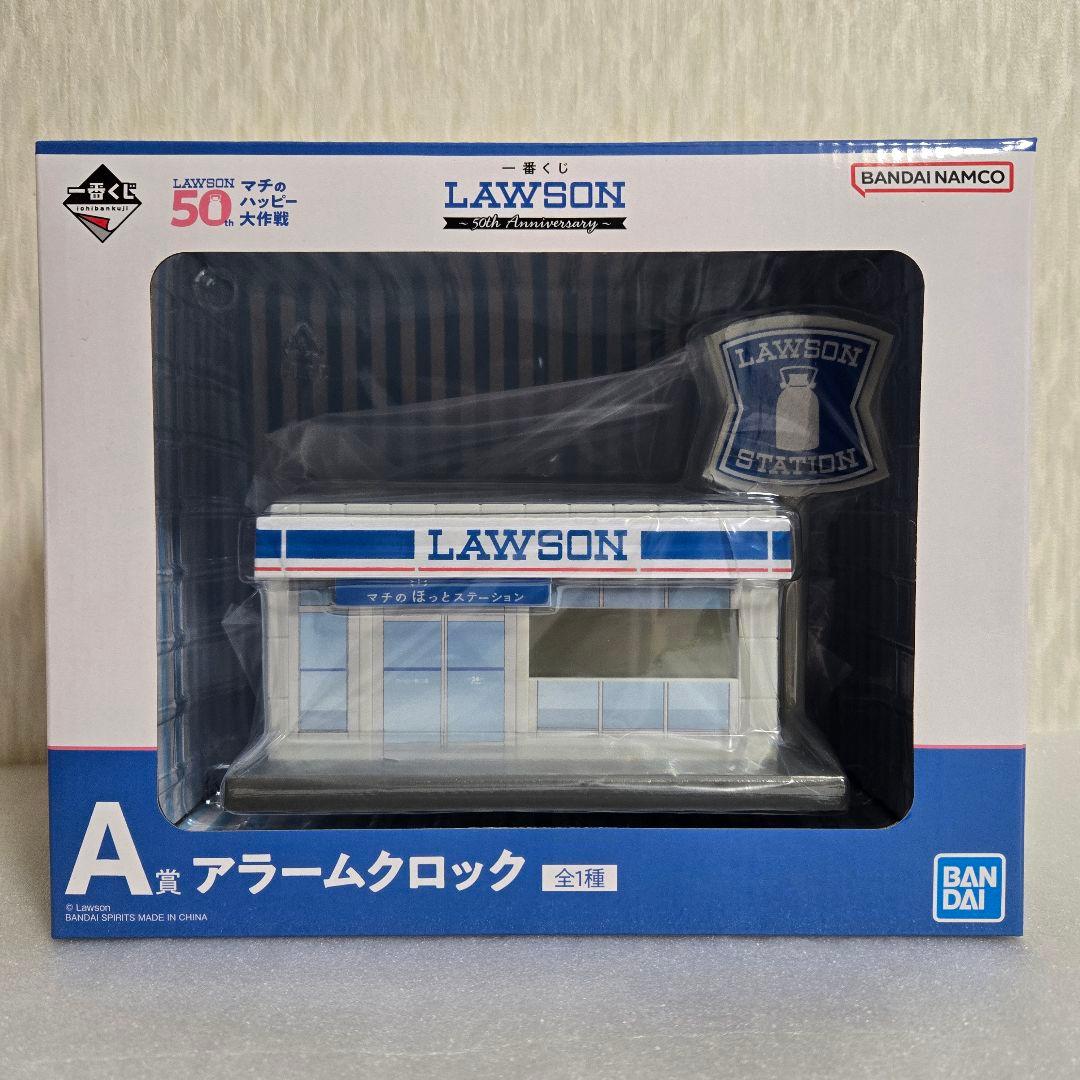 一番くじ
ichibankuji
LAWSON
50th
マチの
ハッピー
大作戦
一番くじ
LAWSON
~ 50th Anniversary ~
BANDAI NAMCO
LAWSON
STATION
LAWSON
マチのほっとステーション
A賞 アラームクロック 全1種
© Lawson
BANDAI SPIRITS MADE IN CHINA
BAN
DAI